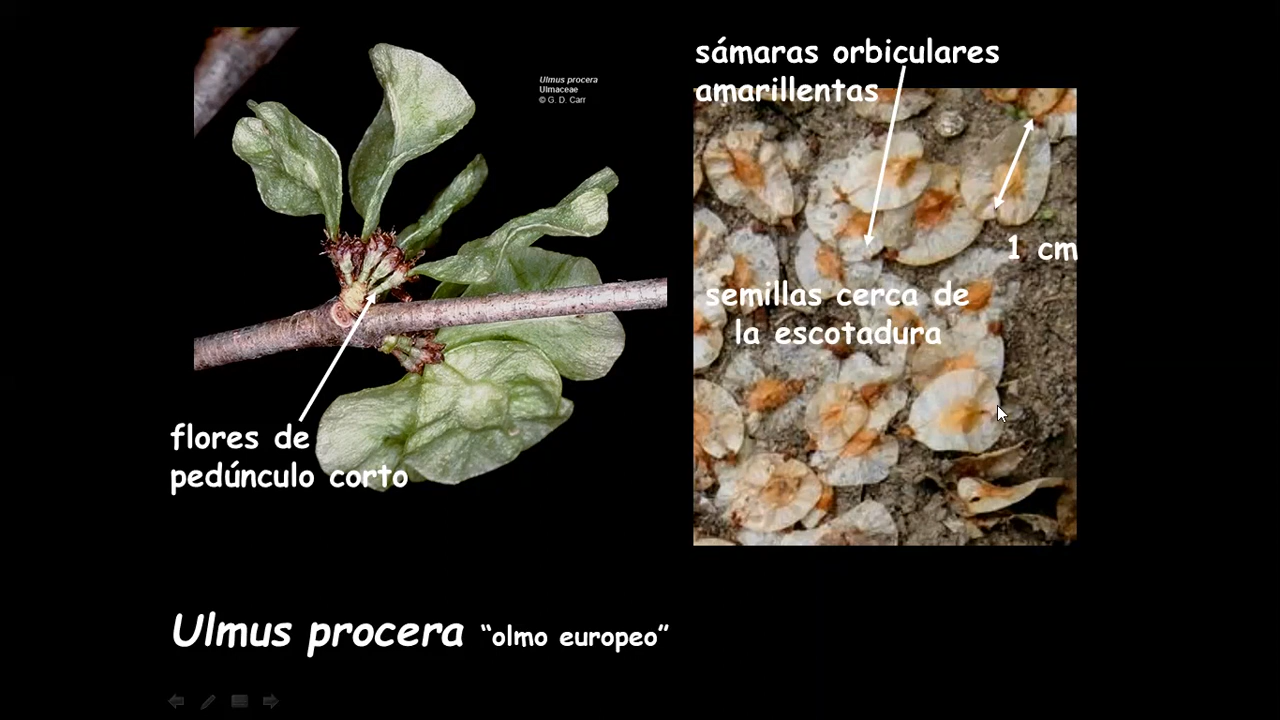 Ulmus procera
Ulmaceae
© G. D. Carr
sámaras orbiculares
amarillentas
1 cm
semillas cerca de
la escotadura
flores de
pedúnculo corto
Ulmus procera “olmo europeo”